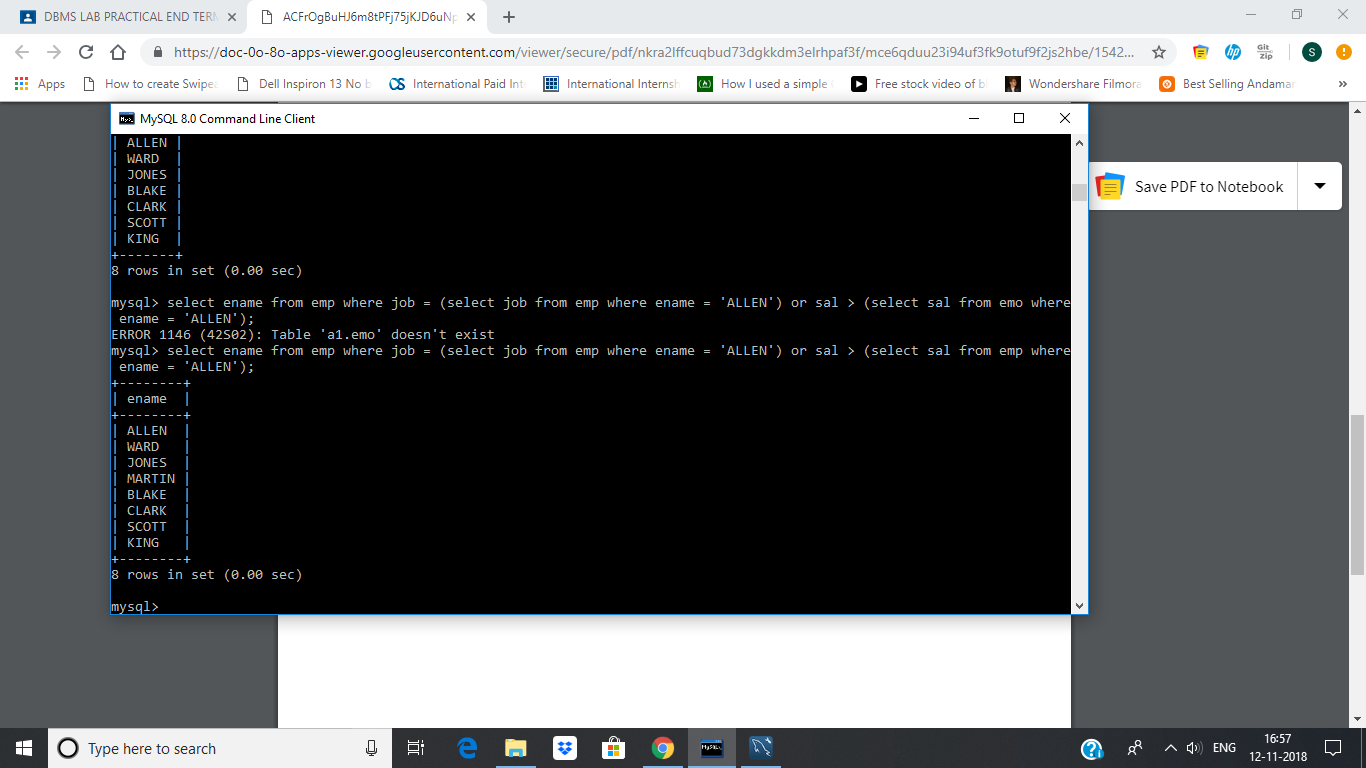 DBMS LAB PRACTICAL END TERM
ACFrOgBuHJ6m8tPFj75jKJD6uNp
https://doc-0o-8o-apps-viewer.googleusercontent.com/viewer/secure/pdf/nkra2lffcuqbud73dgkkdm3elrhpaf3f/mce6qduu23i94uf3fk9otuf9f2js2hbe/1542...
Git
Zip
S
Apps
How to create Swipea
Dell Inspiron 13 No b
International Paid Int
International Internsh
How I used a simple
Free stock video of b
Wondershare Filmora
Best Selling Andaman
»
MySQL 8.0 Command Line Client
| ALLEN |
| WARD |
| JONES |
| BLAKE |
| CLARK |
| SCOTT |
| KING |
+-------+
8 rows in set (0.00 sec)
mysql> select ename from emp where job = (select job from emp where ename = 'ALLEN') or sal > (select sal from emo where
ename = 'ALLEN');
ERROR 1146 (42S02): Table 'a1.emo' doesn't exist
mysql> select ename from emp where job = (select job from emp where ename = 'ALLEN') or sal > (select sal from emp where
ename = 'ALLEN');
+--------+
| ename |
+--------+
| ALLEN |
| WARD |
| JONES |
| MARTIN |
| BLAKE |
| CLARK |
| SCOTT |
| KING |
+--------+
8 rows in set (0.00 sec)
mysql>
Save PDF to Notebook
Type here to search
ENG
16:57
12-11-2018